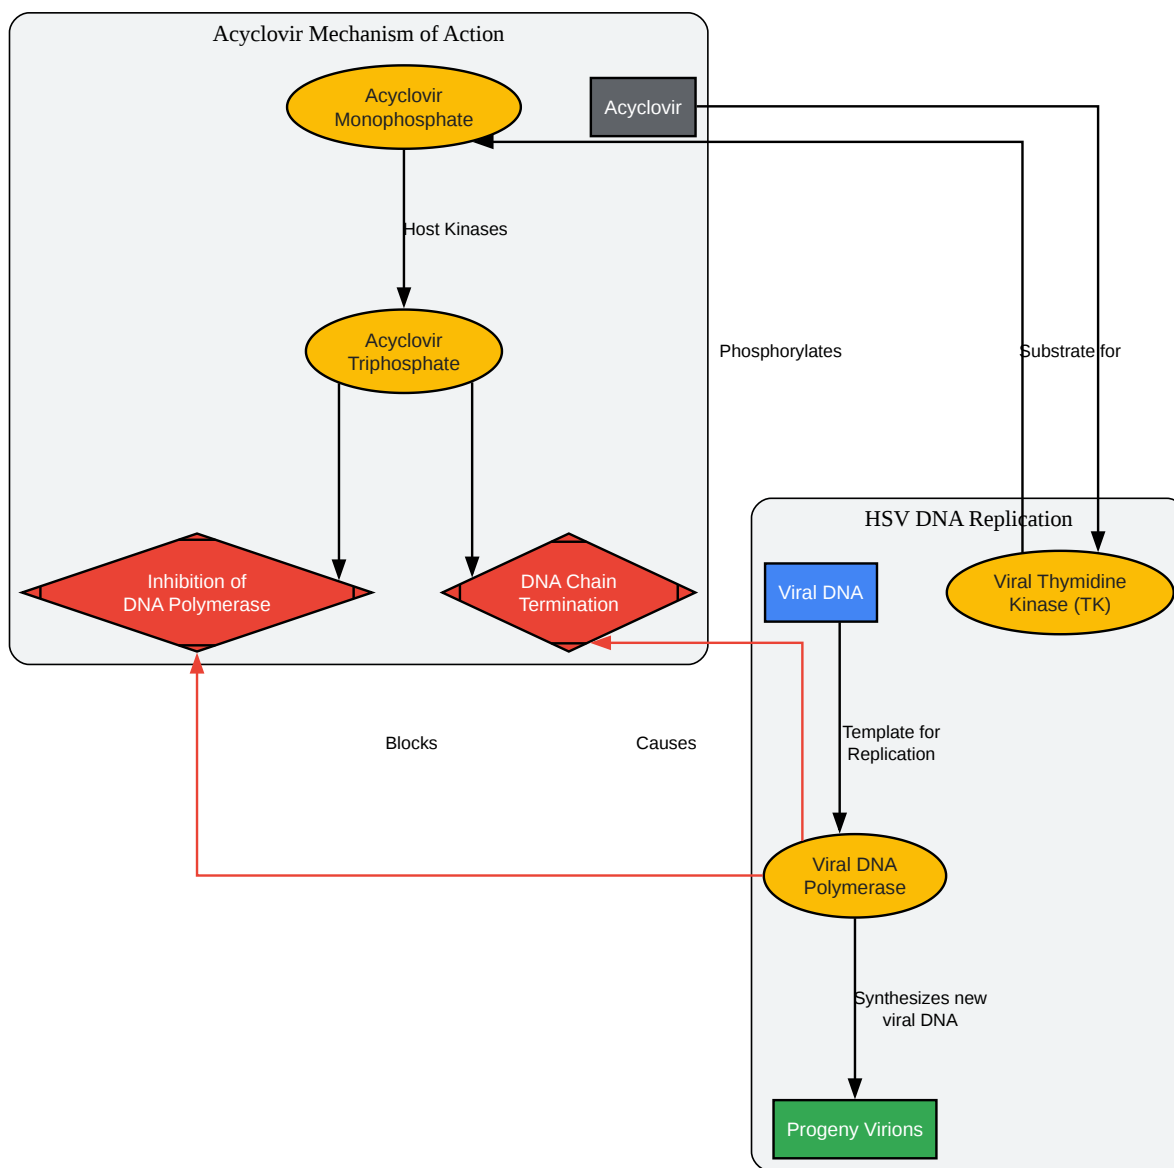 Acyclovir Mechanism of Action
Acyclovir
Monophosphate
Acyclovir
Host Kinases
Acyclovir
Triphosphate
Phosphorylates
Substrate for
Inhibition of
DNA Polymerase
DNA Chain
Termination
HSV DNA Replication
Viral DNA
Viral Thymidine
Kinase (TK)
Blocks
Causes
Template for
Replication
Viral DNA
Polymerase
Synthesizes new
viral DNA
Progeny Virions